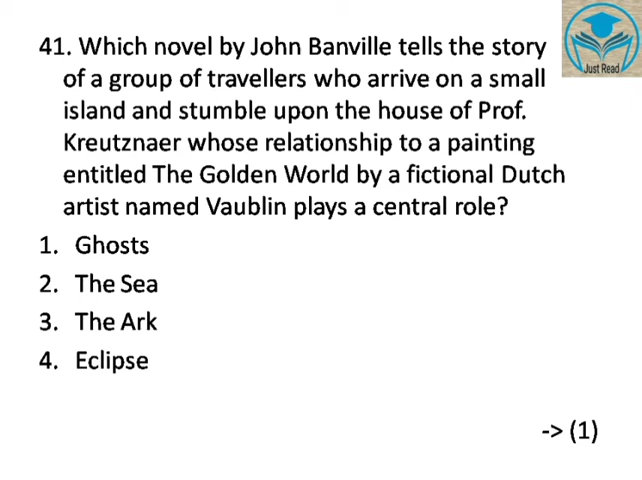 41. Which novel by John Banville tells the story
of a group of travellers who arrive on a small
island and stumble upon the house of Prof.
Kreutznaer whose relationship to a painting
entitled The Golden World by a fictional Dutch
artist named Vaublin plays a central role?
1. Ghosts
2. The Sea
3. The Ark
4. Eclipse
-> (1)
Just Read